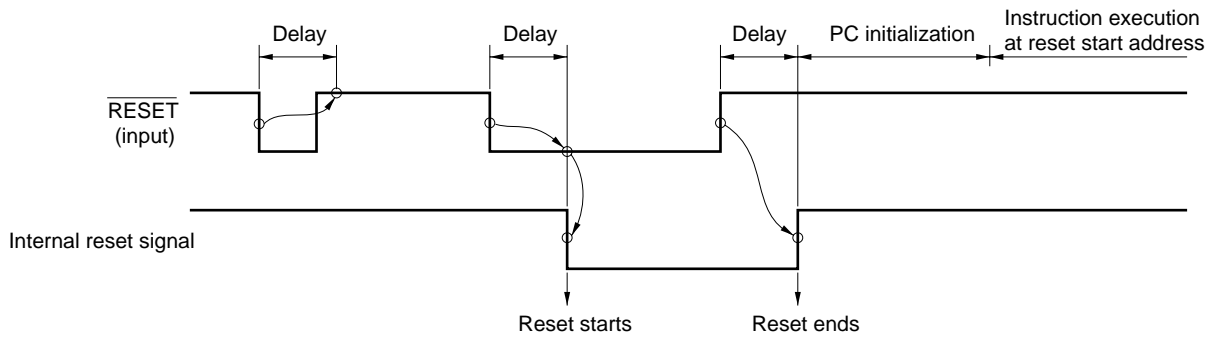 Delay
Delay
Delay
PC initialization
Instruction execution
at reset start address
RESET
(input)
Internal reset signal
Reset starts
Reset ends